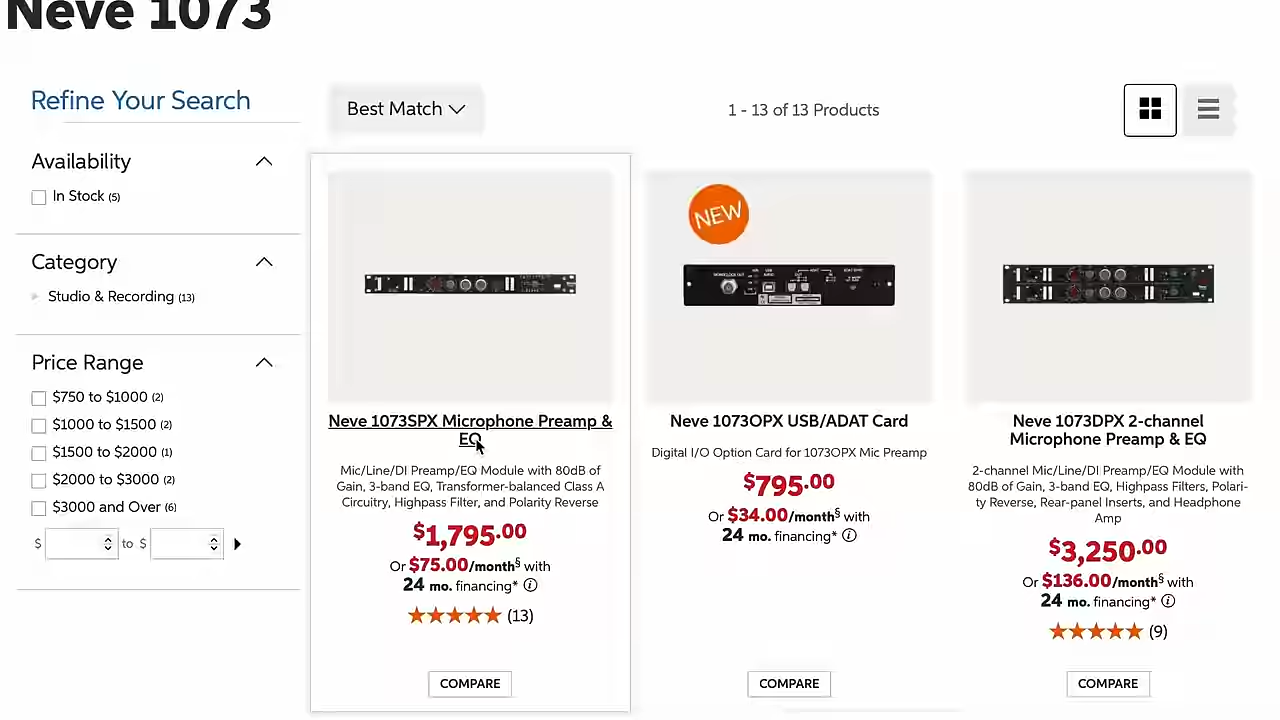 Neve 1073
Refine Your Search
Best Match
1 - 13 of 13 Products
Availability
In Stock (5)
Category
Studio & Recording (13)
Price Range
$750 to $1000 (2)
$1000 to $1500 (2)
$1500 to $2000 (1)
$2000 to $3000 (2)
$3000 and Over (6)
$ to $
Neve 1073SPX Microphone Preamp &
EQ
Mic/Line/DI Preamp/EQ Module with 80dB of
Gain, 3-band EQ, Transformer-balanced Class A
Circuitry, Highpass Filter, and Polarity Reverse
$1,795.00
Or $75.00/month§ with
24 mo. financing*
(13)
COMPARE
NEW
Neve 1073OPX USB/ADAT Card
Digital I/O Option Card for 1073OPX Mic Preamp
$795.00
Or $34.00/month§ with
24 mo. financing*
COMPARE
Neve 1073DPX 2-channel
Microphone Preamp & EQ
2-channel Mic/Line/DI Preamp/EQ Module with
80dB of Gain, 3-band EQ, Highpass Filters, Polari-
ty Reverse, Rear-panel Inserts, and Headphone
Amp
$3,250.00
Or $136.00/month§ with
24 mo. financing*
(9)
COMPARE